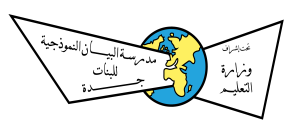 تحت إشراف
وزارة
التعليم
مدرسة البيان النموذجية
للبنات
جدة